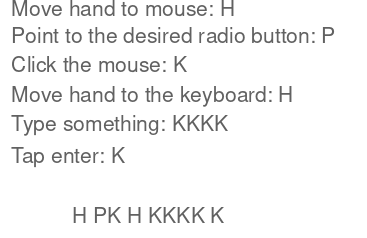 Move hand to mouse: H
Point to the desired radio button: P
Click the mouse: K
Move hand to the keyboard: H
Type something: KKKK
Tap enter: K
H PK H KKKK K